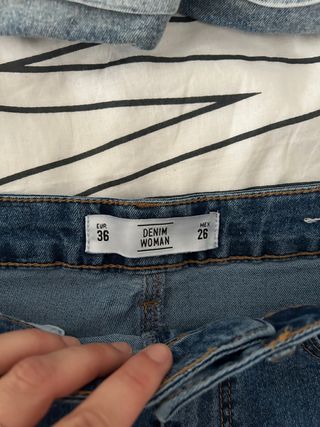 EUR.
36
DENIM
WOMAN
MEX
26